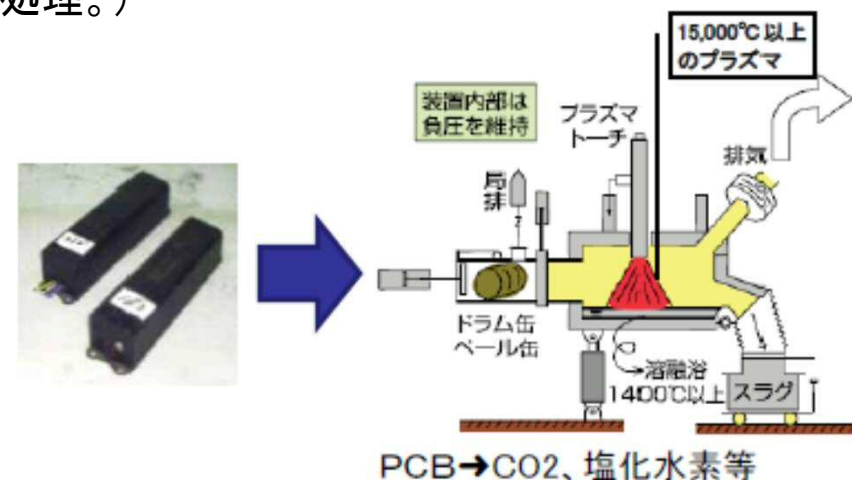 処理。)
15,000℃以上
のプラズマ
装置内部は
負圧を維持
プラズマ
トーチ
排気
局
排
ドラム缶
ペール缶
溶融浴
1400℃以上
スラグ
PCB➔CO2、塩化水素等